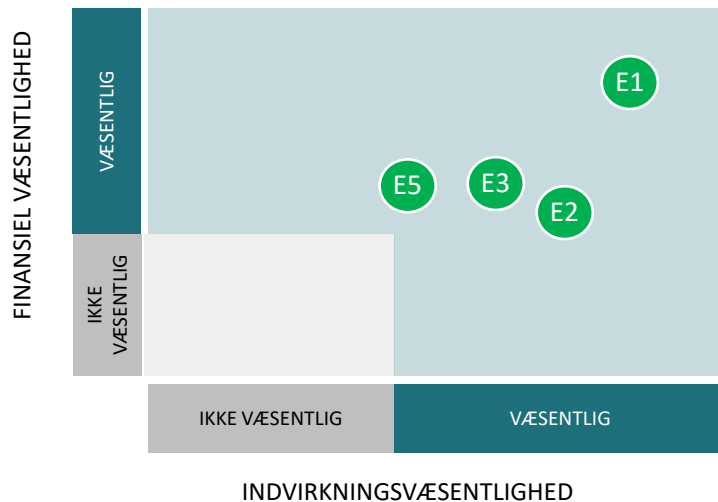 FINANSIEL VÆSENTLIGHED
VÆSENTLIG
IKKE
VÆSENTLIG
E1
E5
E3
E2
IKKE VÆSENTLIG
VÆSENTLIG
INDVIRKNINGSVÆSENTLIGHED